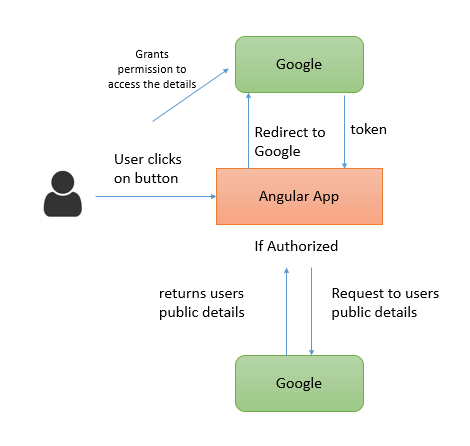 Grants
permission to
access the details
Google
Redirect to
Google
token
User clicks
on button
Angular App
If Authorized
returns users
public details
Request to users
public details
Google